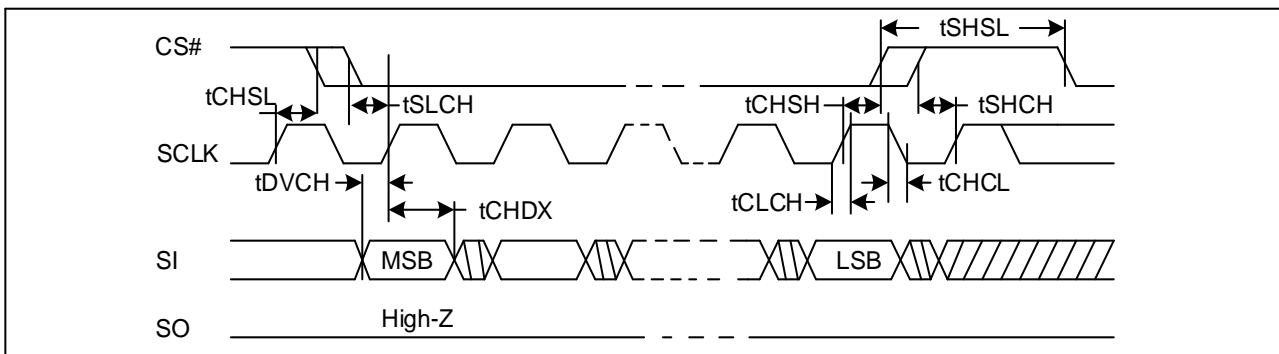 tSHSL
CS#
tCHSL
tSLCH
tCHSH
tSHCH
SCLK
tDVCH
tCHCL
tCLCH
tCHDX
SI
MSB
LSB
High-Z
SO